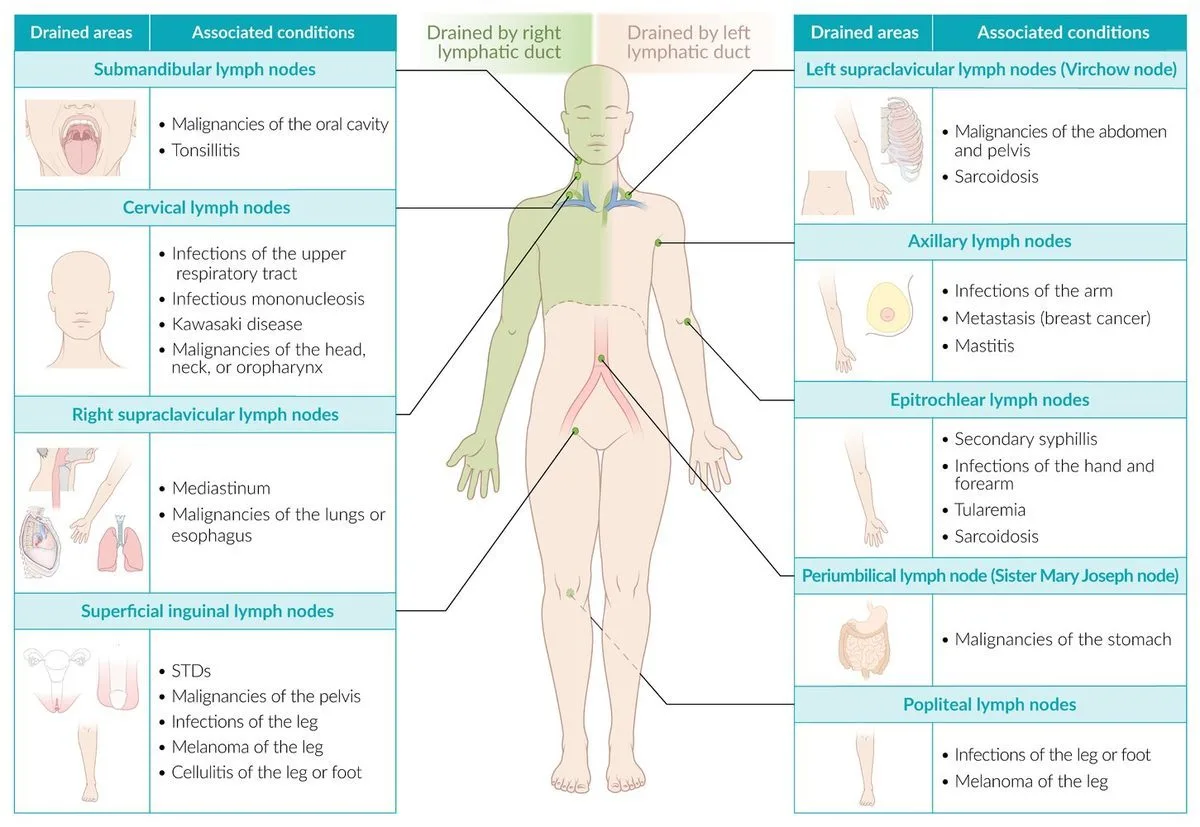 Drained areas
Associated conditions
Submandibular lymph nodes
• Malignancies of the oral cavity
• Tonsillitis
Cervical lymph nodes
• Infections of the upper
respiratory tract
• Infectious mononucleosis
• Kawasaki disease
• Malignancies of the head,
neck, or oropharynx
Right supraclavicular lymph nodes
• Mediastinum
• Malignancies of the lungs or
esophagus
Superficial inguinal lymph nodes
• STDs
• Malignancies of the pelvis
• Infections of the leg
• Melanoma of the leg
• Cellulitis of the leg or foot
Drained by right
lymphatic duct
Drained by left
lymphatic duct
Drained areas
Associated conditions
Left supraclavicular lymph nodes (Virchow node)
• Malignancies of the abdomen
and pelvis
• Sarcoidosis
Axillary lymph nodes
• Infections of the arm
• Metastasis (breast cancer)
• Mastitis
Epitrochlear lymph nodes
• Secondary syphillis
• Infections of the hand and
forearm
• Tularemia
• Sarcoidosis
Periumbilical lymph node (Sister Mary Joseph node)
• Malignancies of the stomach
Popliteal lymph nodes
• Infections of the leg or foot
• Melanoma of the leg